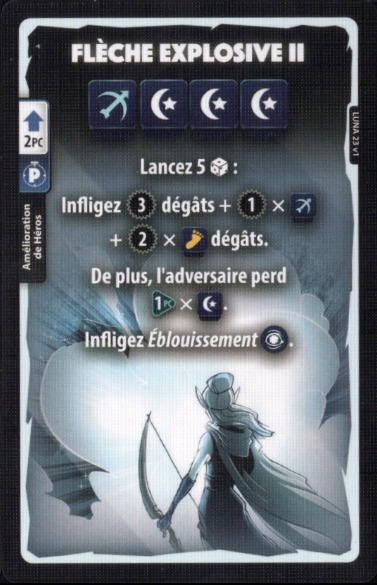 FLÈCHE EXPLOSIVE II
2PC
P
Amélioration
de Héros
LUNA 23 v1
Lancez 5 :
Infligez 3 dégâts + 1 ×
+ 2 × dégâts.
De plus, l'adversaire perd
1PC × .
Infligez Éblouissement .